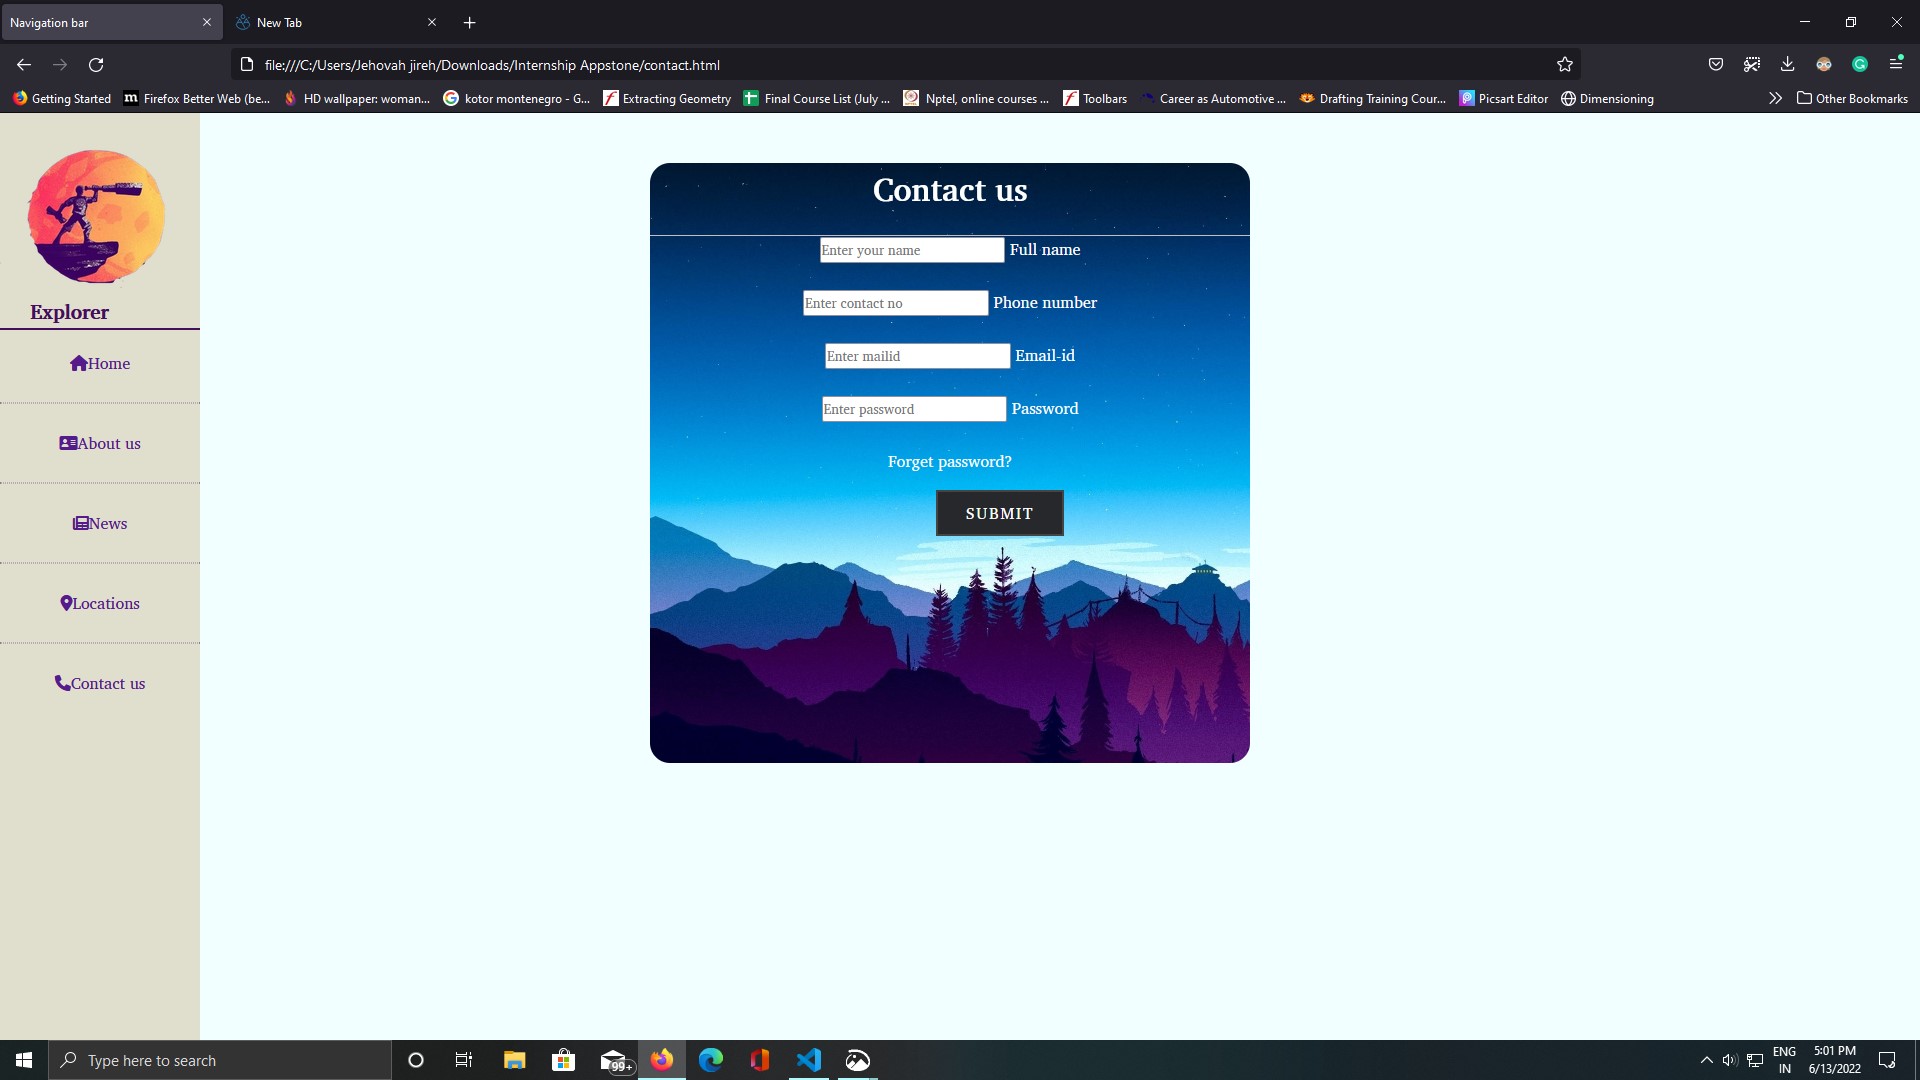 Navigation bar
New Tab
file:///C:/Users/Jehovah jireh/Downloads/Internship Appstone/contact.html
Getting Started
Firefox Better Web (be...
HD wallpaper: woman...
kotor montenegro - G...
Extracting Geometry
Final Course List (July ...
Nptel, online courses ...
Toolbars
Career as Automotive ...
Drafting Training Cour...
Picsart Editor
Dimensioning
Other Bookmarks
Explorer
Home
About us
News
Locations
Contact us
Contact us
Enter your name Full name
Enter contact no Phone number
Enter mailid Email-id
Enter password Password
Forget password?
SUBMIT
Type here to search
99+
ENG
IN
5:01 PM
6/13/2022